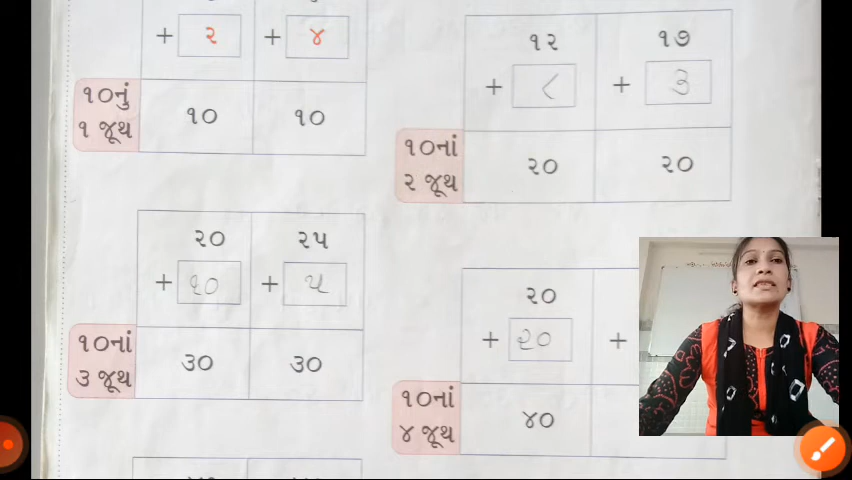 + ૨ + ૪
૧૦નું
૧ જૂથ
૧૦ ૧૦
૧૨ ૧૭
+ ૮ + ૩
૧૦નાં
૨ જૂથ
૨૦ ૨૦
૨૦ ૨૫
+ ૧૦ + ૫
૧૦નાં
૩ જૂથ
૩૦ ૩૦
૨૦
+ ૨૦ +
૧૦નાં
૪ જૂથ
૪૦